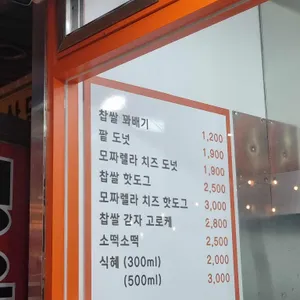 찹쌀 꽈배기 1,200
팥 도넛 1,900
모짜렐라 치즈 도넛 1,900
찹쌀 핫도그 2,500
모짜렐라 치즈 핫도그 3,000
찹쌀 감자 고로케 2,800
소떡소떡 2,500
식혜 (300ml) 2,000
(500ml) 3,000